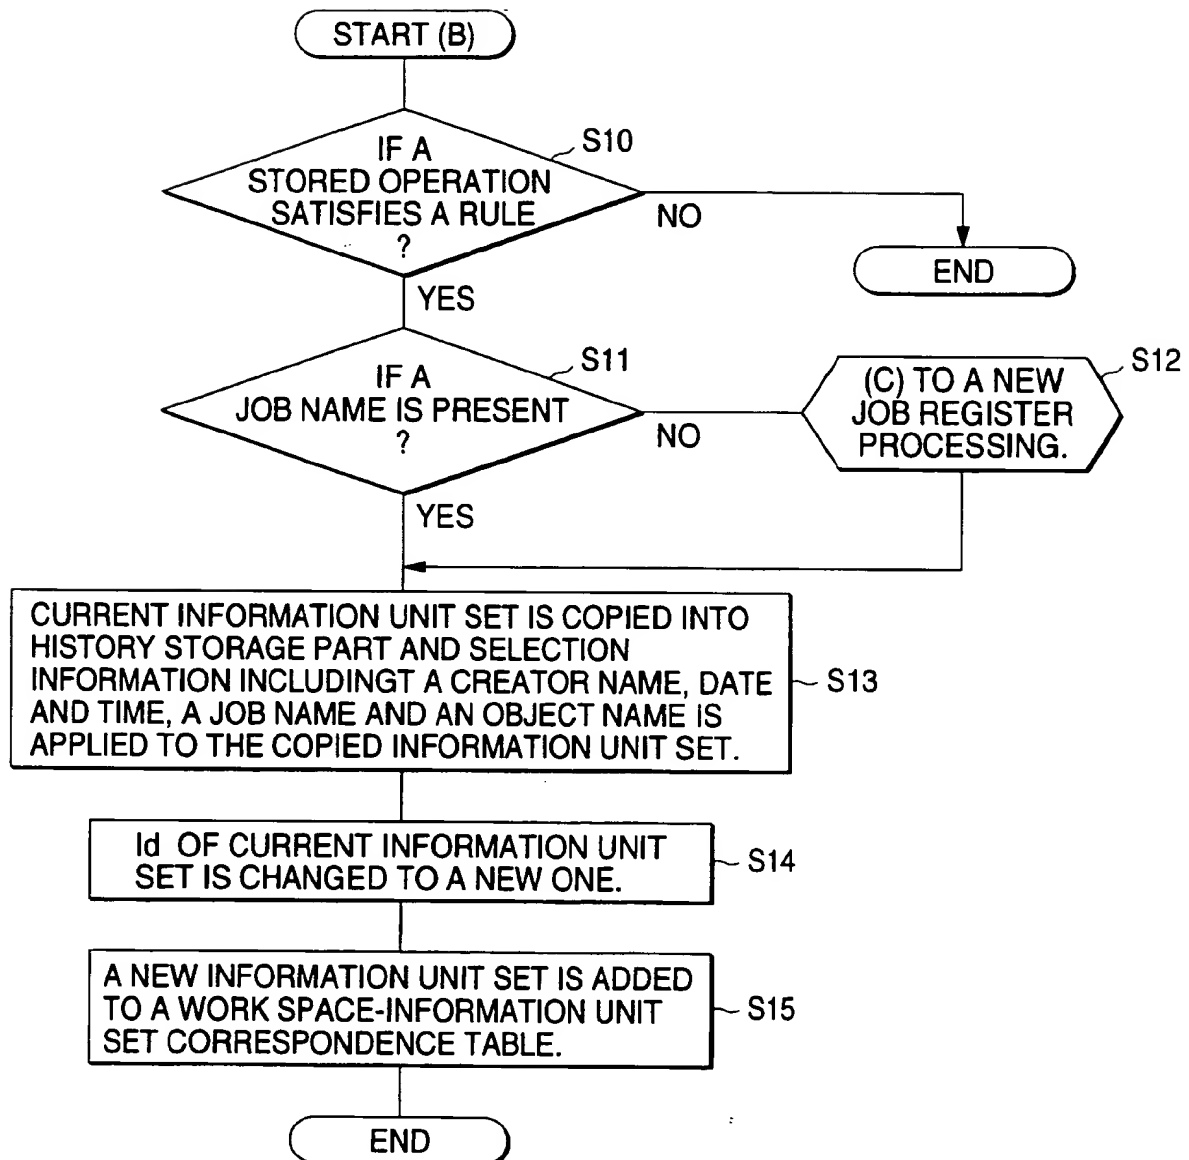 START (B)
IF A
STORED OPERATION
SATISFIES A RULE
?
S10
NO
END
YES
IF A
JOB NAME IS PRESENT
?
S11
NO
(C) TO A NEW
JOB REGISTER
PROCESSING.
S12
YES
CURRENT INFORMATION UNIT SET IS COPIED INTO
HISTORY STORAGE PART AND SELECTION
INFORMATION INCLUDINGT A CREATOR NAME, DATE
AND TIME, A JOB NAME AND AN OBJECT NAME IS
APPLIED TO THE COPIED INFORMATION UNIT SET.
S13
Id OF CURRENT INFORMATION UNIT
SET IS CHANGED TO A NEW ONE.
S14
A NEW INFORMATION UNIT SET IS ADDED
TO A WORK SPACE-INFORMATION UNIT
SET CORRESPONDENCE TABLE.
S15
END